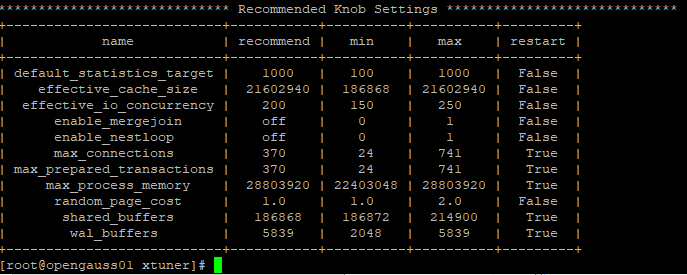 ***************************** Recommended Knob Settings *****************************
+---------------------------+-----------+----------+----------+---------+
|            name           | recommend |   min    |   max    | restart |
+---------------------------+-----------+----------+----------+---------+
| default_statistics_target |    1000   |   100    |   1000   |  False  |
|    effective_cache_size   |  21602940 |  186868  | 21602940 |  False  |
|  effective_io_concurrency |    200    |   150    |   250    |  False  |
|      enable_mergejoin     |    off    |    0     |    1     |  False  |
|      enable_nestloop      |    off    |    0     |    1     |  False  |
|      max_connections      |    370    |    24    |   741    |   True  |
| max_prepared_transactions |    370    |    24    |   741    |   True  |
|     max_process_memory    |  28803920 | 22403048 | 28803920 |   True  |
|      random_page_cost     |    1.0    |   1.0    |   2.0    |  False  |
|       shared_buffers      |   186868  |  186872  |  214900  |   True  |
|        wal_buffers        |    5839   |   2048   |   5839   |   True  |
+---------------------------+-----------+----------+----------+---------+
[root@opengauss01 xtuner]#